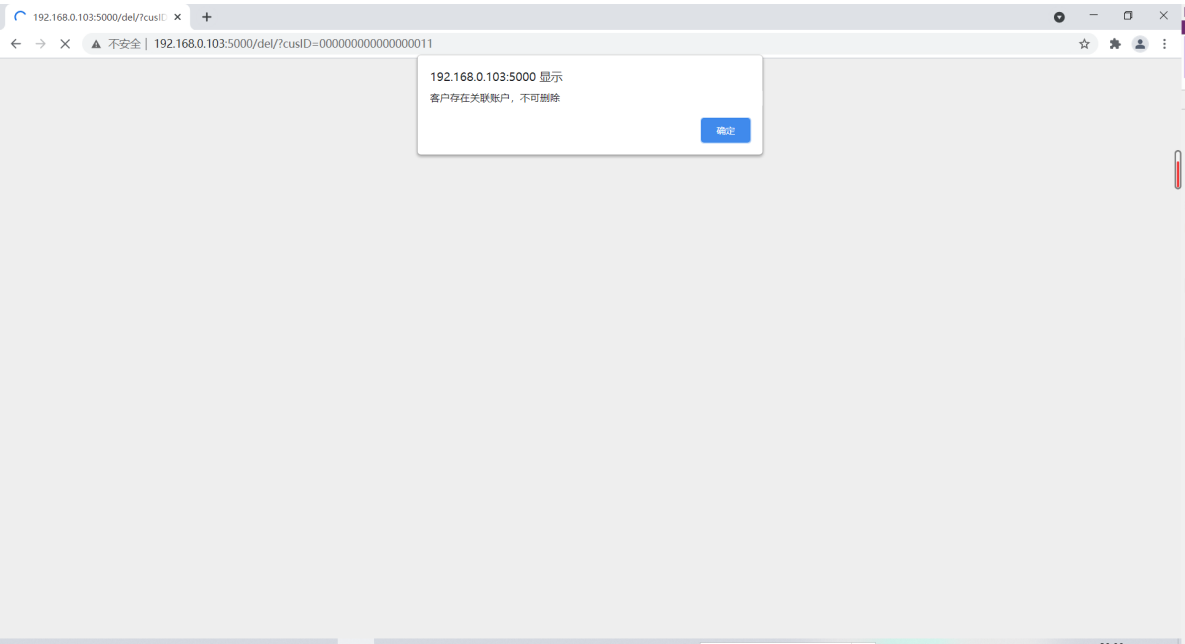 192.168.0.103:5000/del/?cusID
不安全 | 192.168.0.103:5000/del/?cusID=000000000000000011
192.168.0.103:5000 显示
客户存在关联账户，不可删除
确定